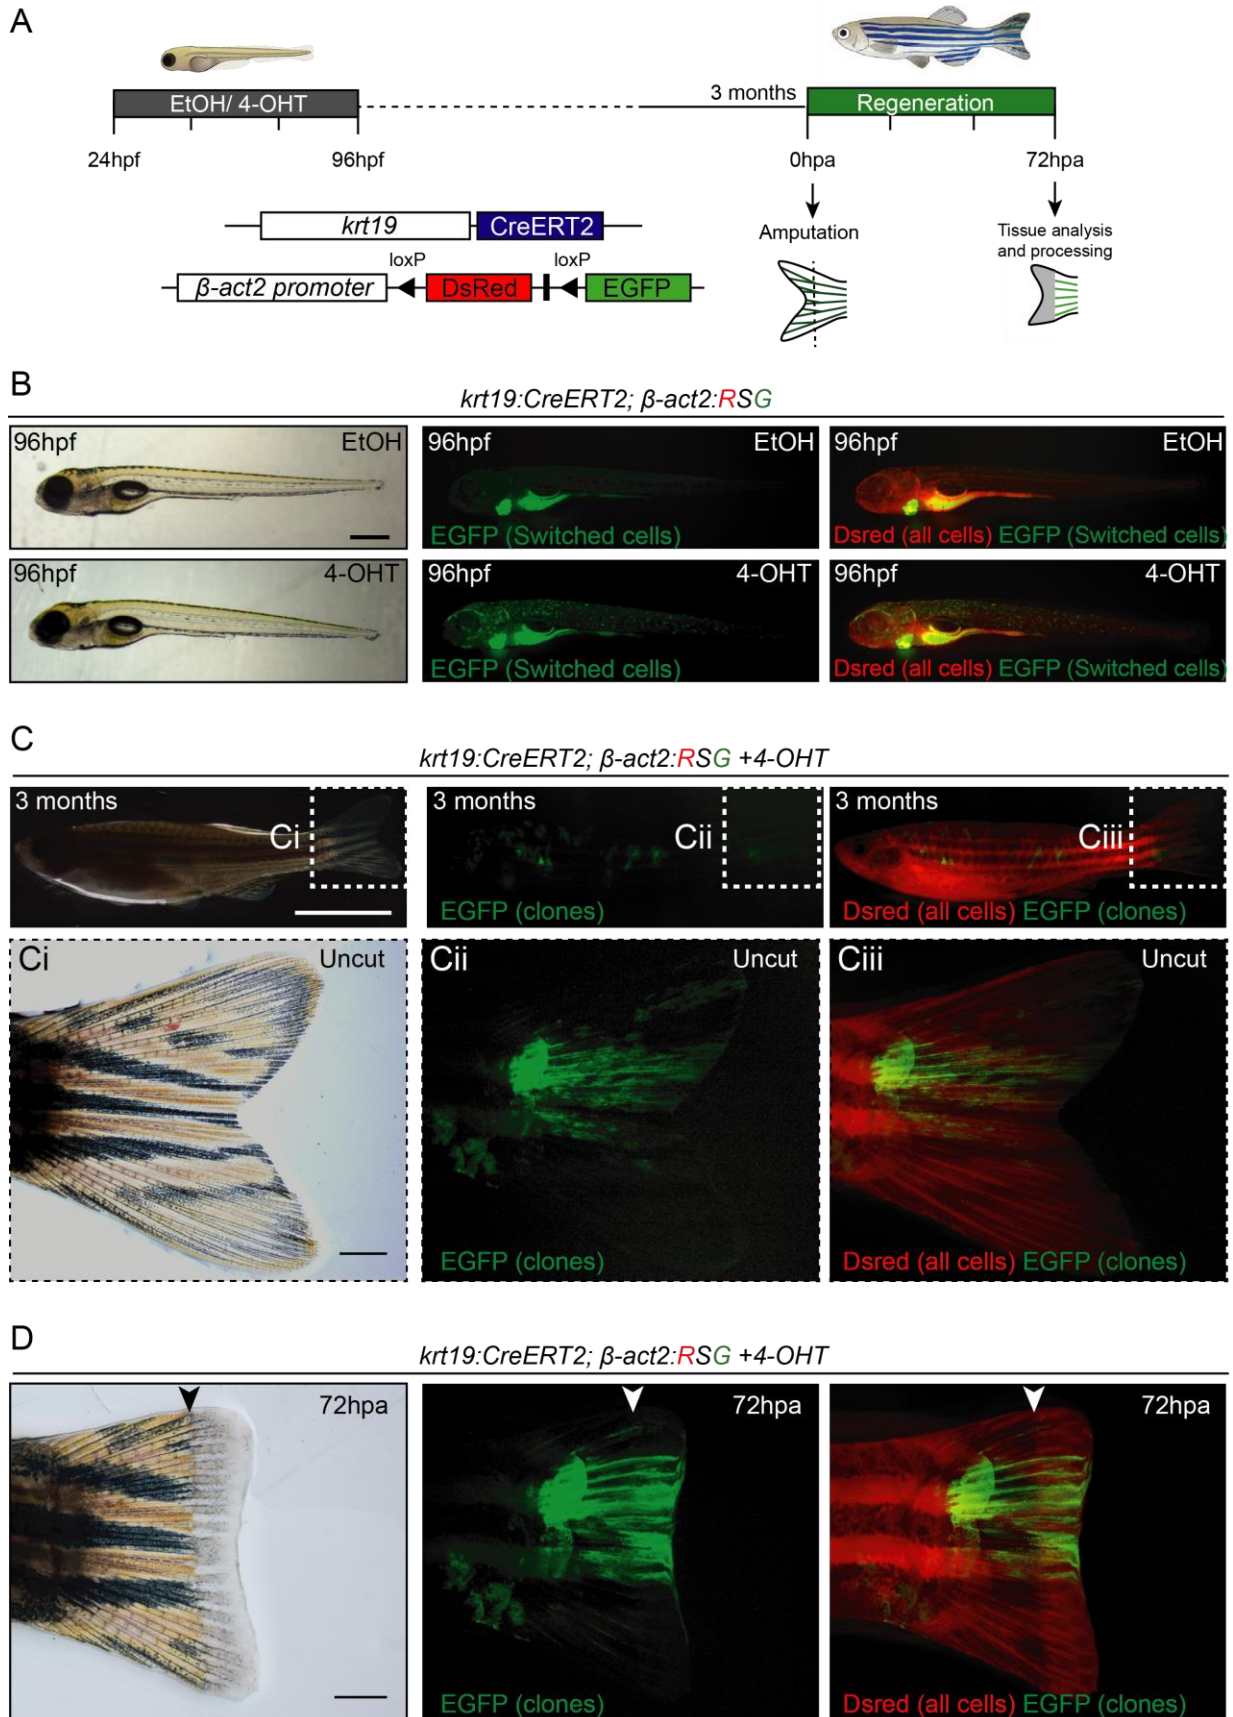 A
EtOH/ 4-OHT
3 months
Regeneration
24hpf
96hpf
0hpa
72hpa
krt19
CreERT2
Amputation
Tissue analysis
and processing
loxP
loxP
β-act2 promoter
DsRed
EGFP
B
krt19:CreERT2; β-act2:RSG
96hpf
EtOH
96hpf
EtOH
EGFP (Switched cells)
96hpf
EtOH
Dsred (all cells) EGFP (Switched cells)
96hpf
4-OHT
96hpf
4-OHT
EGFP (Switched cells)
96hpf
4-OHT
Dsred (all cells) EGFP (Switched cells)
C
krt19:CreERT2; β-act2:RSG +4-OHT
3 months
Ci
3 months
Cii
EGFP (clones)
3 months
Ciii
Dsred (all cells) EGFP (clones)
Ci
Uncut
Cii
Uncut
EGFP (clones)
Ciii
Uncut
Dsred (all cells) EGFP (clones)
D
krt19:CreERT2; β-act2:RSG +4-OHT
72hpa
72hpa
EGFP (clones)
72hpa
Dsred (all cells) EGFP (clones)